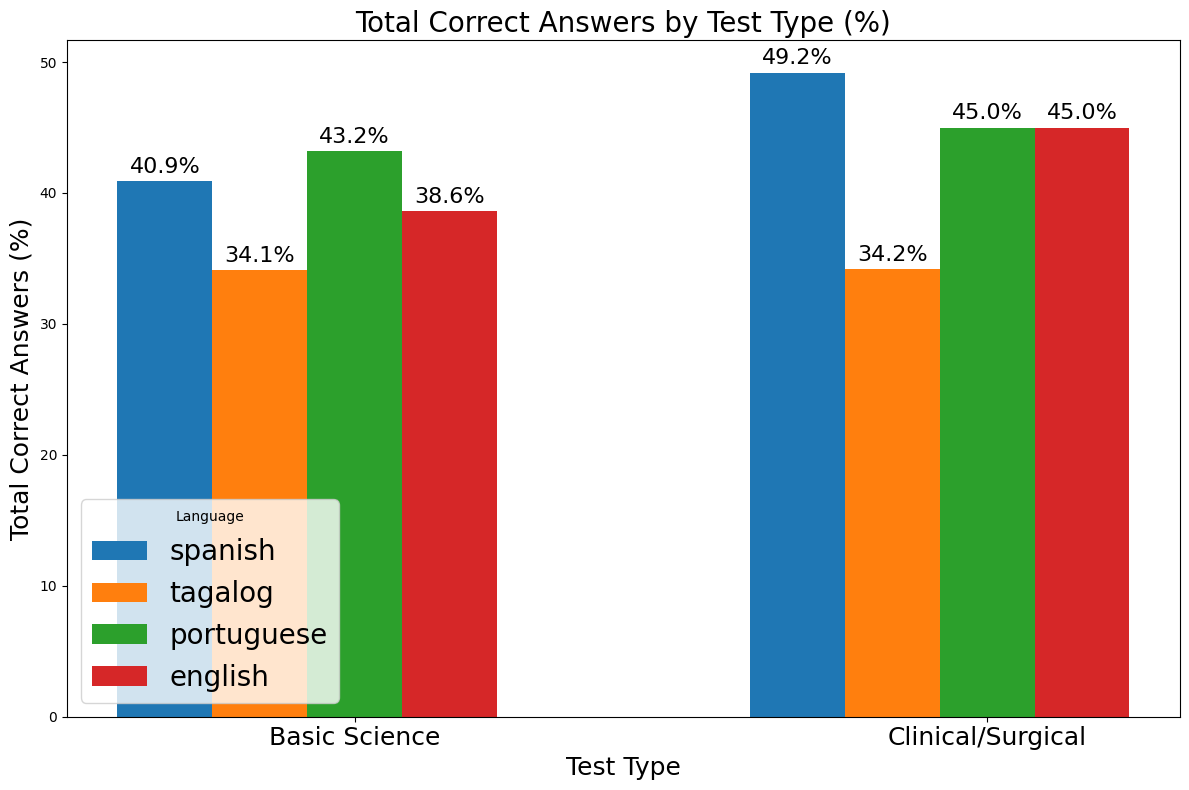 Total Correct Answers by Test Type (%)
Total Correct Answers (%)
50
40
30
20
10
0
40.9%
34.1%
43.2%
38.6%
49.2%
34.2%
45.0%
45.0%
Language
spanish
tagalog
portuguese
english
Basic Science
Clinical/Surgical
Test Type